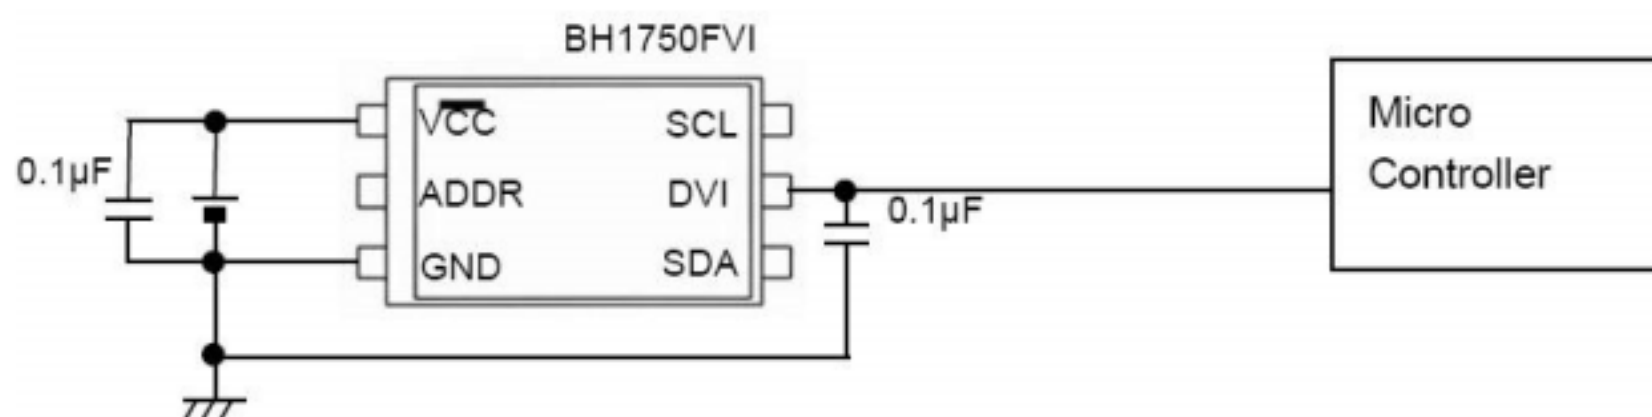 BH1750FVI
VCC
SCL
Micro
Controller
0.1µF
ADDR
DVI
0.1µF
GND
SDA